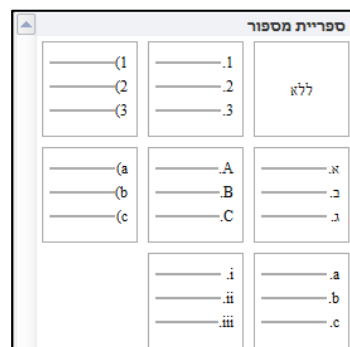 ספריית מספור
ללא
1.
2.
3.
1)
2)
3)
א.
ב.
ג.
A.
B.
C.
a)
b)
c)
a.
b.
c.
i.
ii.
iii.